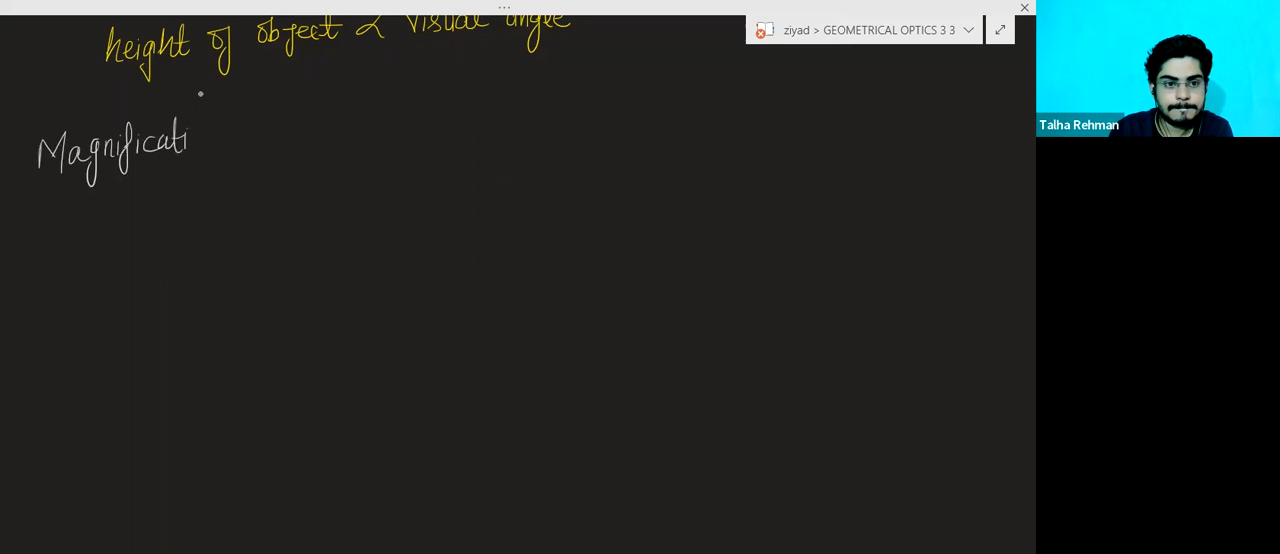 height of object α visual angle
ziyad > GEOMETRICAL OPTICS 3 3
Talha Rehman
Magnificati